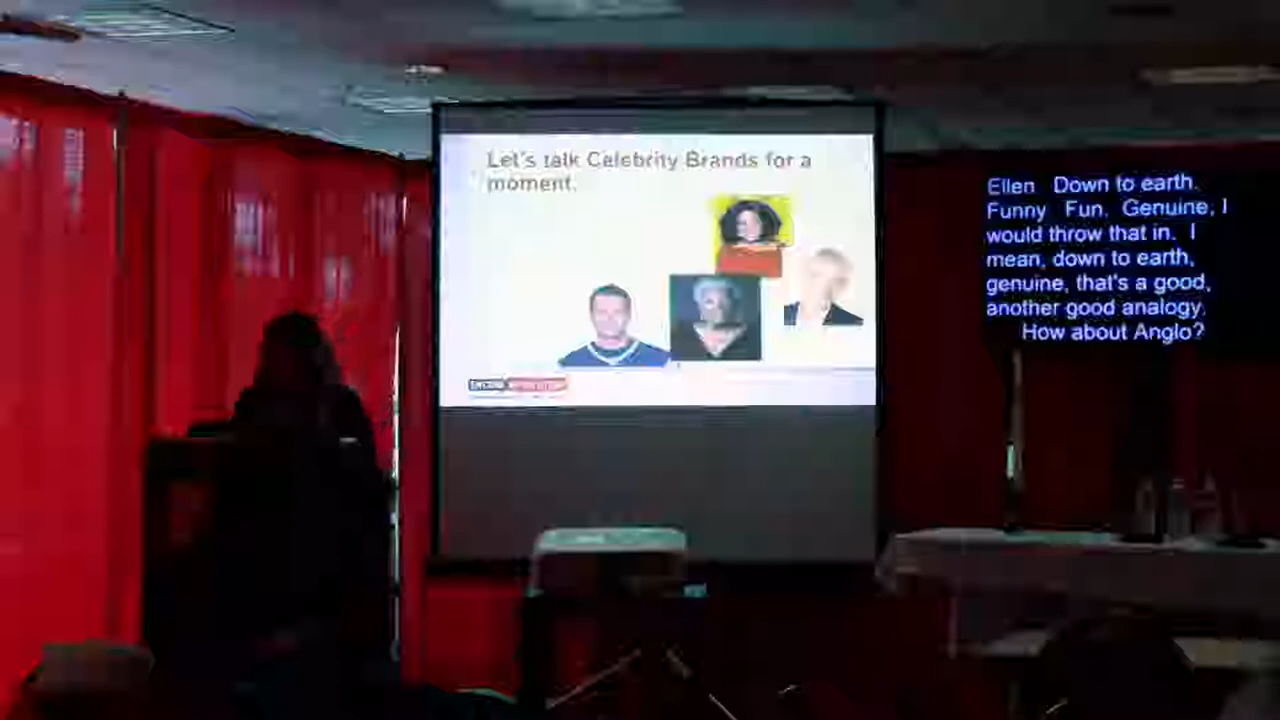 Let's talk Celebrity Brands for a
moment.
Ellen Down to earth.
Funny Fun. Genuine, I
would throw that in. I
mean, down to earth,
genuine, that's a good,
another good analogy.
How about Anglo?